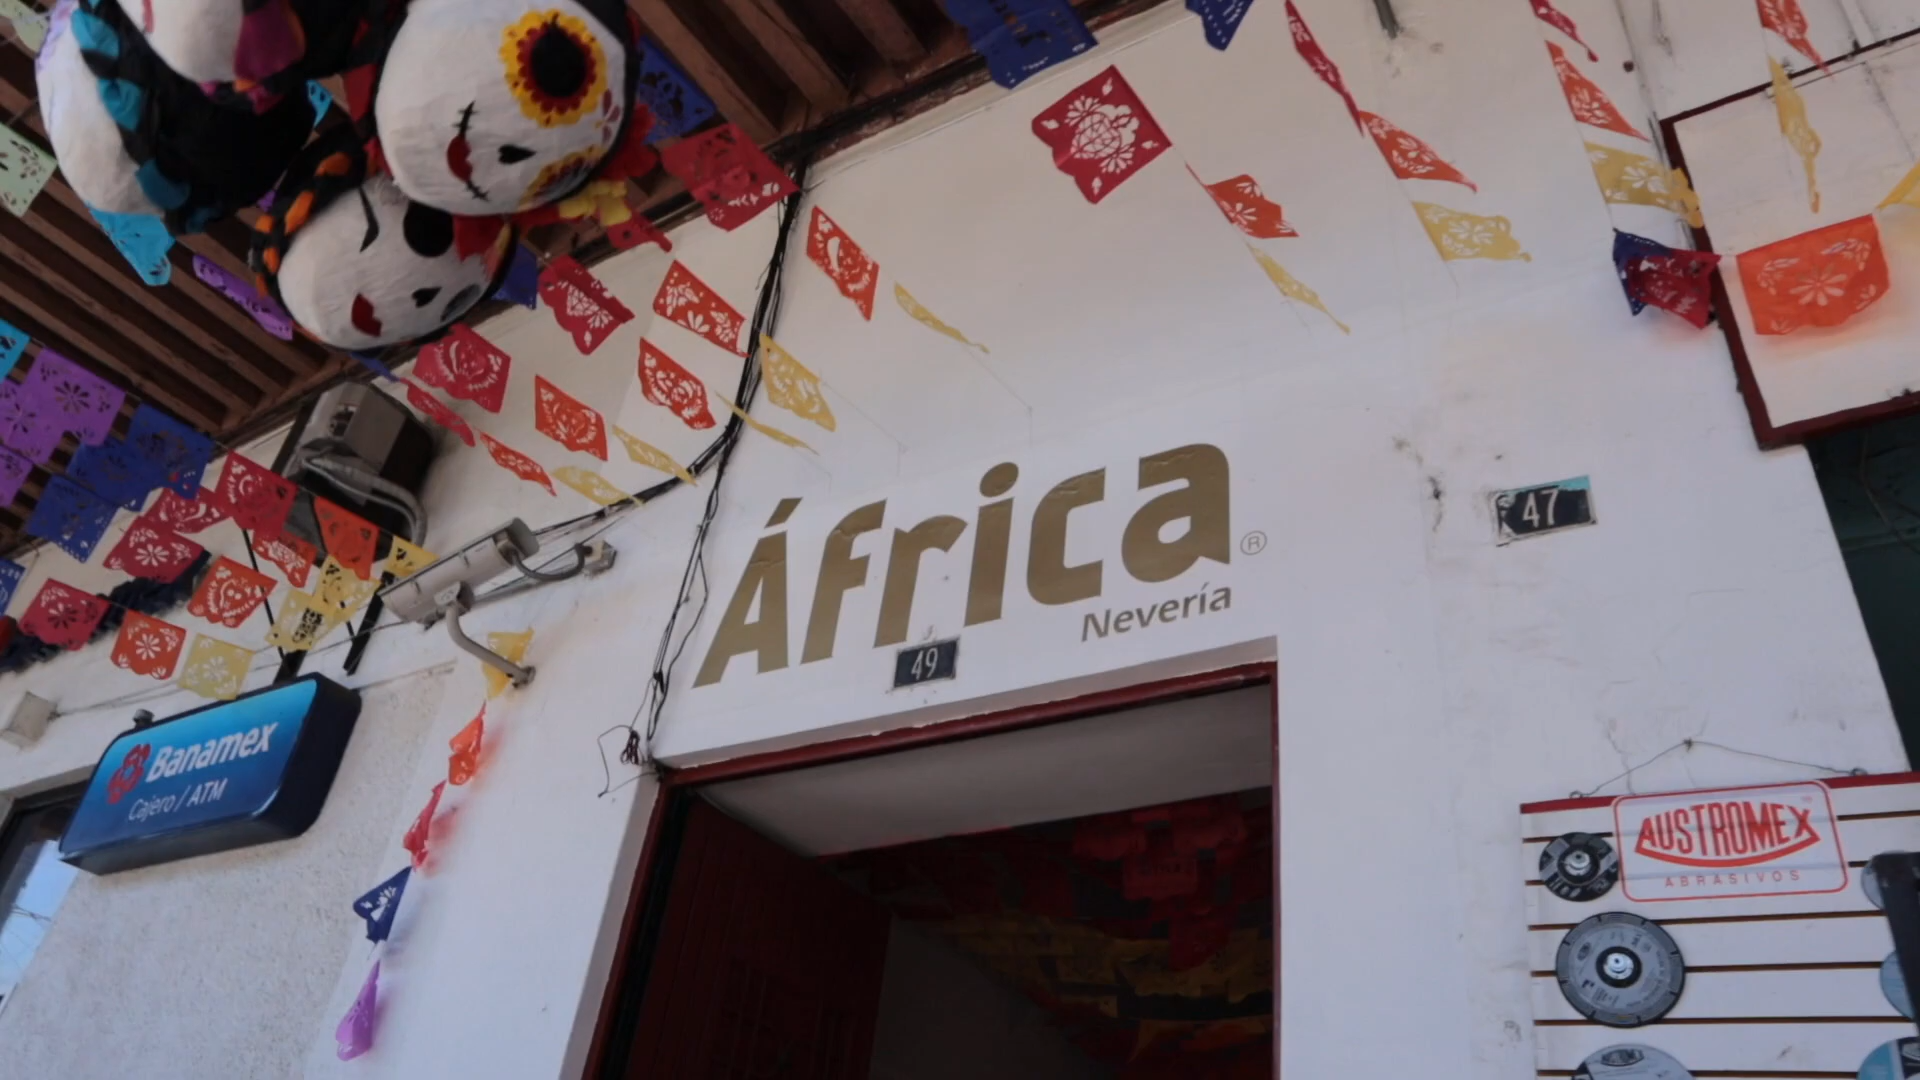 África®
Nevería
49
47
Banamex
Cajero / ATM
AUSTROMEX
ABRASIVOS